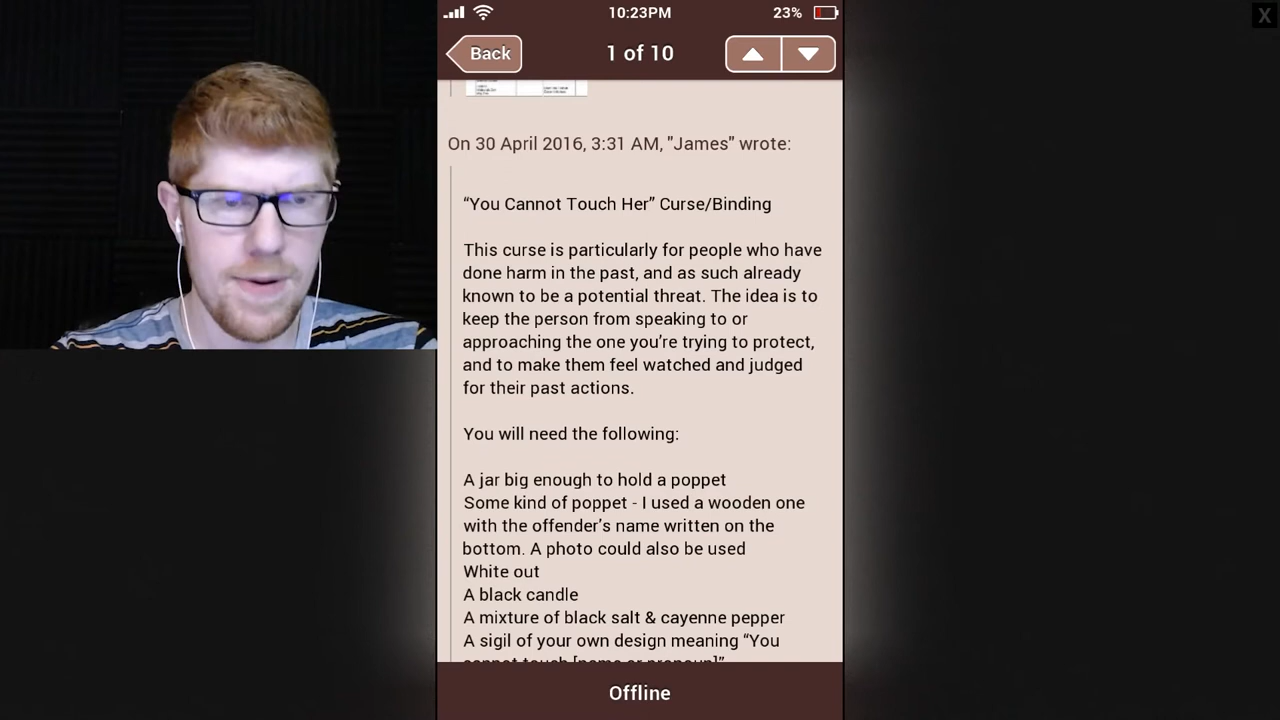 10:23PM
23%
X
Back
1 of 10
On 30 April 2016, 3:31 AM, "James" wrote:
“You Cannot Touch Her” Curse/Binding
This curse is particularly for people who have
done harm in the past, and as such already
known to be a potential threat. The idea is to
keep the person from speaking to or
approaching the one you’re trying to protect,
and to make them feel watched and judged
for their past actions.
You will need the following:
A jar big enough to hold a poppet
Some kind of poppet - I used a wooden one
with the offender’s name written on the
bottom. A photo could also be used
White out
A black candle
A mixture of black salt & cayenne pepper
A sigil of your own design meaning “You
cannot touch [name or pronoun]”
Offline